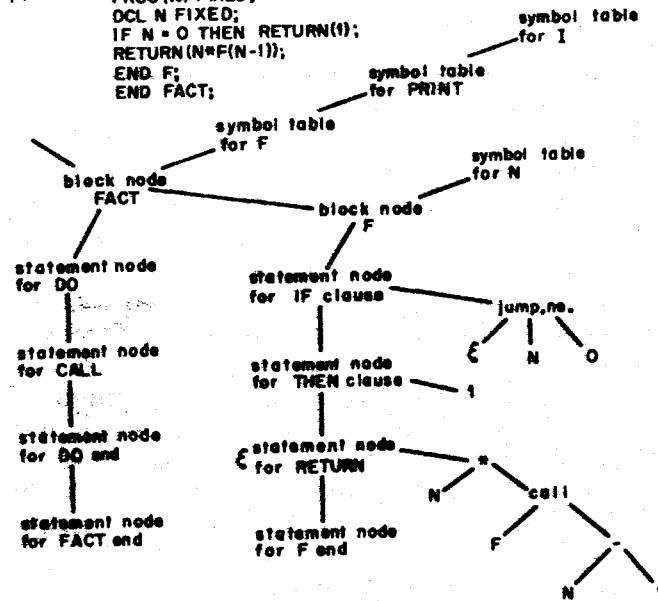 DCL N FIXED;
IF N = 0 THEN RETURN(1);
RETURN(N*F(N-1));
END F;
END FACT;
symbol table
for I
symbol table
for PRINT
symbol table
for F
symbol table
for N
block node
FACT
block node
F
statement node
for DO
statement node
for IF clause
jump,ne.
ξ N 0
statement node
for CALL
statement node
for THEN clause
1
statement node
for DO end
ξ statement node
for RETURN
*
N
call
statement node
for FACT end
statement node
for F end
F
-
N